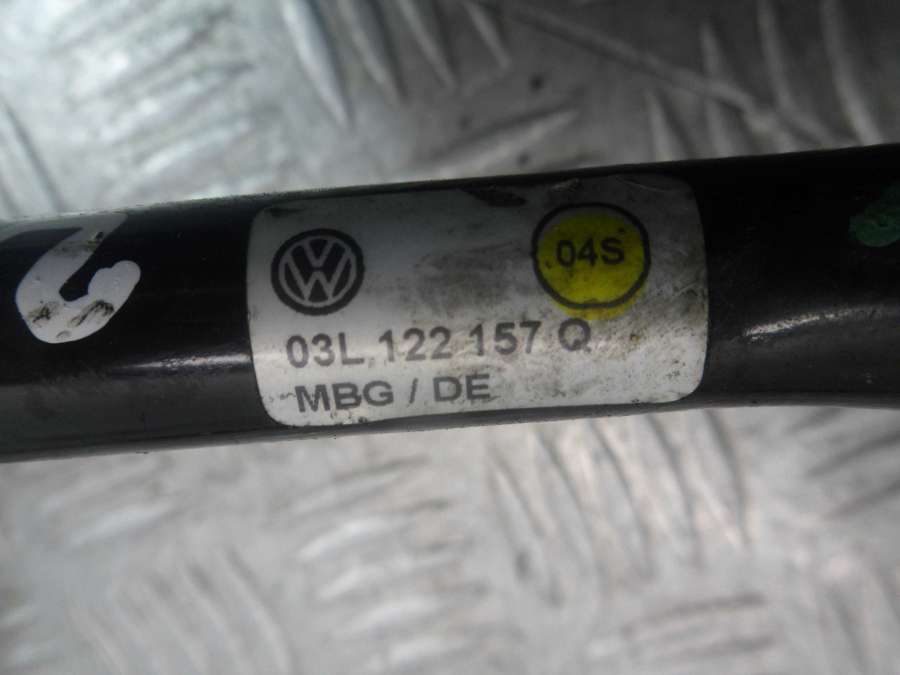 04S
03L 122 157 Q
MBG / DE